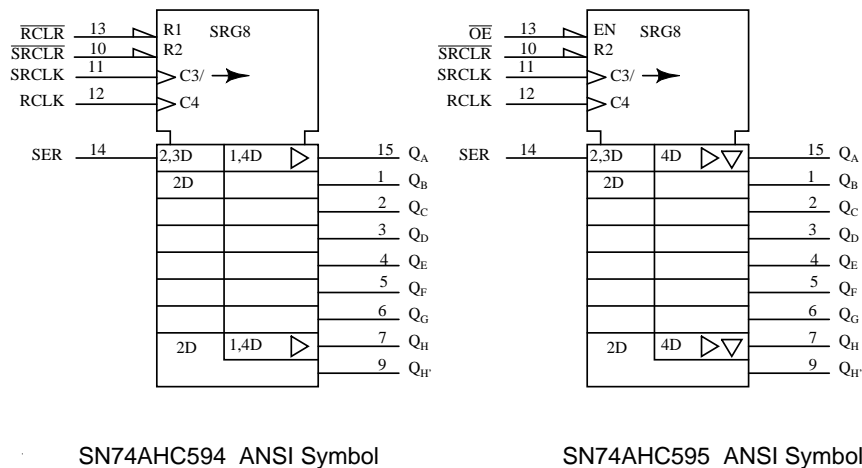 RCLR 13 R1 SRG8
SRCLR 10 R2
SRCLK 11 C3/
RCLK 12 C4
SER 14 2,3D 1,4D 15 QA
2D 1 QB
2 QC
3 QD
4 QE
5 QF
6 QG
2D 1,4D 7 QH
9 QH'
SN74AHC594 ANSI Symbol
OE 13 EN SRG8
SRCLR 10 R2
SRCLK 11 C3/
RCLK 12 C4
SER 14 2,3D 4D 15 QA
2D 1 QB
2 QC
3 QD
4 QE
5 QF
6 QG
2D 4D 7 QH
9 QH'
SN74AHC595 ANSI Symbol